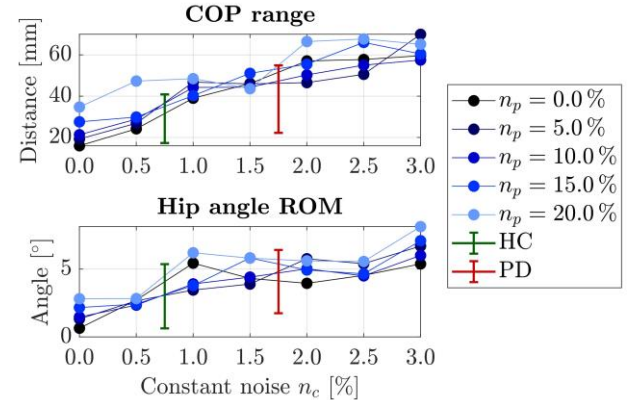 COP range
Distance [mm]
60
40
20
0.0 0.5 1.0 1.5 2.0 2.5 3.0
Hip angle ROM
Angle [°]
5
0
0.0 0.5 1.0 1.5 2.0 2.5 3.0
Constant noise n_c [%]
n_p = 0.0 %
n_p = 5.0 %
n_p = 10.0 %
n_p = 15.0 %
n_p = 20.0 %
HC
PD